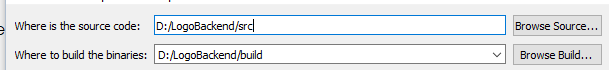 Where is the source code: D:/LogoBackend/src Browse Source...
Where to build the binaries: D:/LogoBackend/build Browse Build...